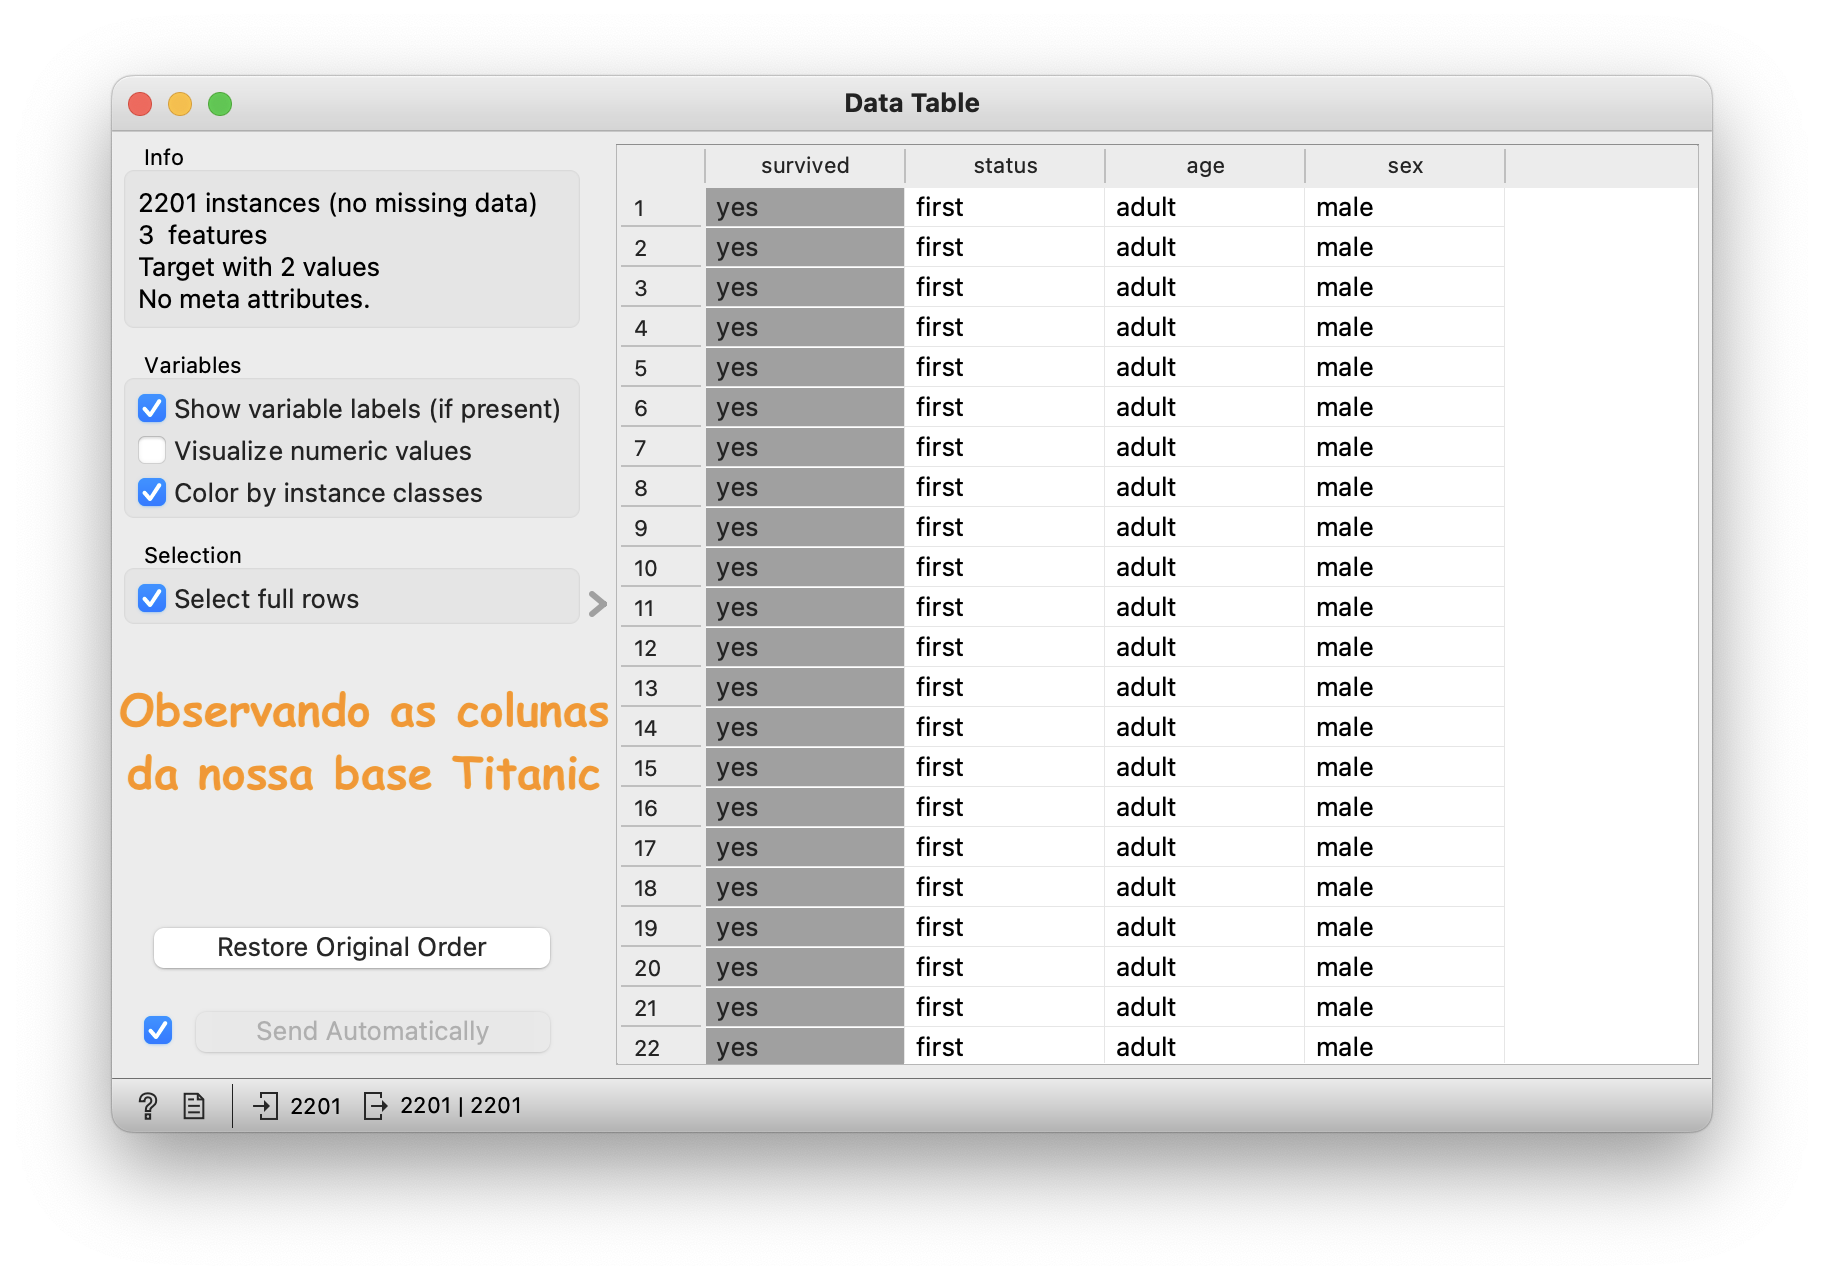 Data Table
Info
2201 instances (no missing data)
3 features
Target with 2 values
No meta attributes.
Variables
Show variable labels (if present)
Visualize numeric values
Color by instance classes
Selection
Select full rows
Observando as colunas
da nossa base Titanic
Restore Original Order
Send Automatically
survived status age sex
1 yes first adult male
2 yes first adult male
3 yes first adult male
4 yes first adult male
5 yes first adult male
6 yes first adult male
7 yes first adult male
8 yes first adult male
9 yes first adult male
10 yes first adult male
11 yes first adult male
12 yes first adult male
13 yes first adult male
14 yes first adult male
15 yes first adult male
16 yes first adult male
17 yes first adult male
18 yes first adult male
19 yes first adult male
20 yes first adult male
21 yes first adult male
22 yes first adult male
? 2201 2201 | 2201